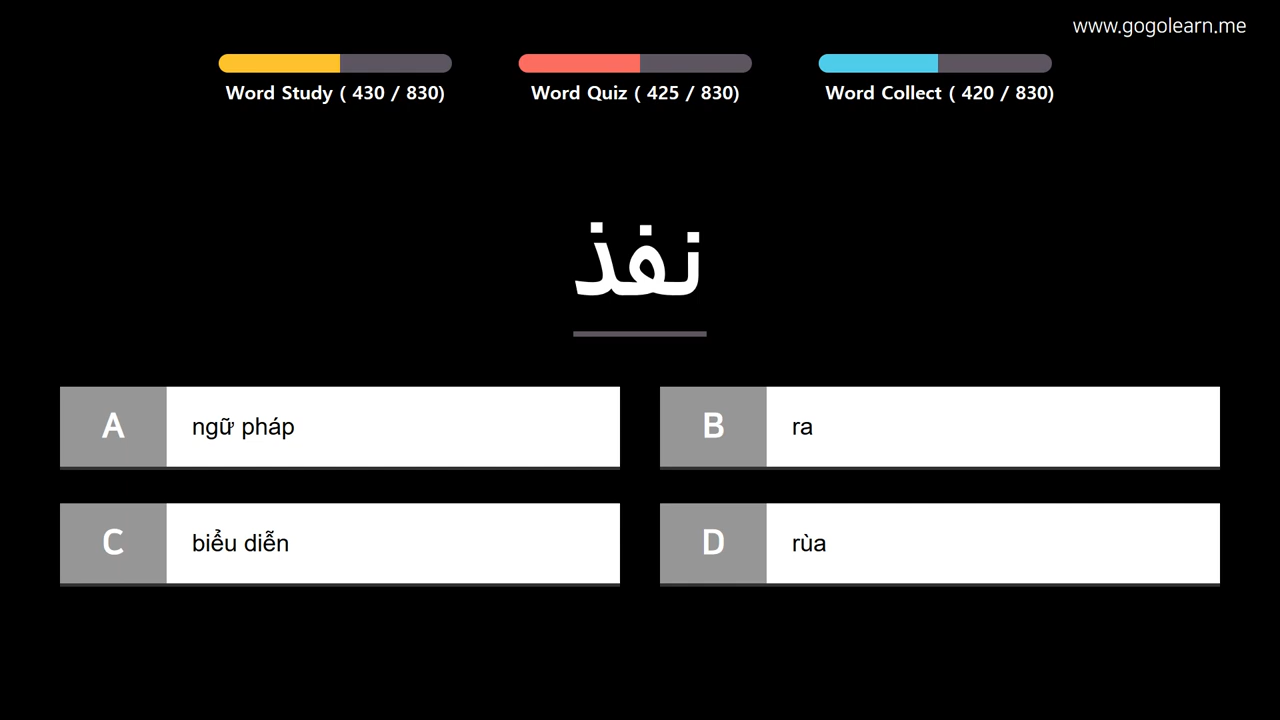 www.gogolearn.me
Word Study ( 430 / 830)
Word Quiz ( 425 / 830)
Word Collect ( 420 / 830)
نفذ
A ngữ pháp
B ra
C biểu diễn
D rùa